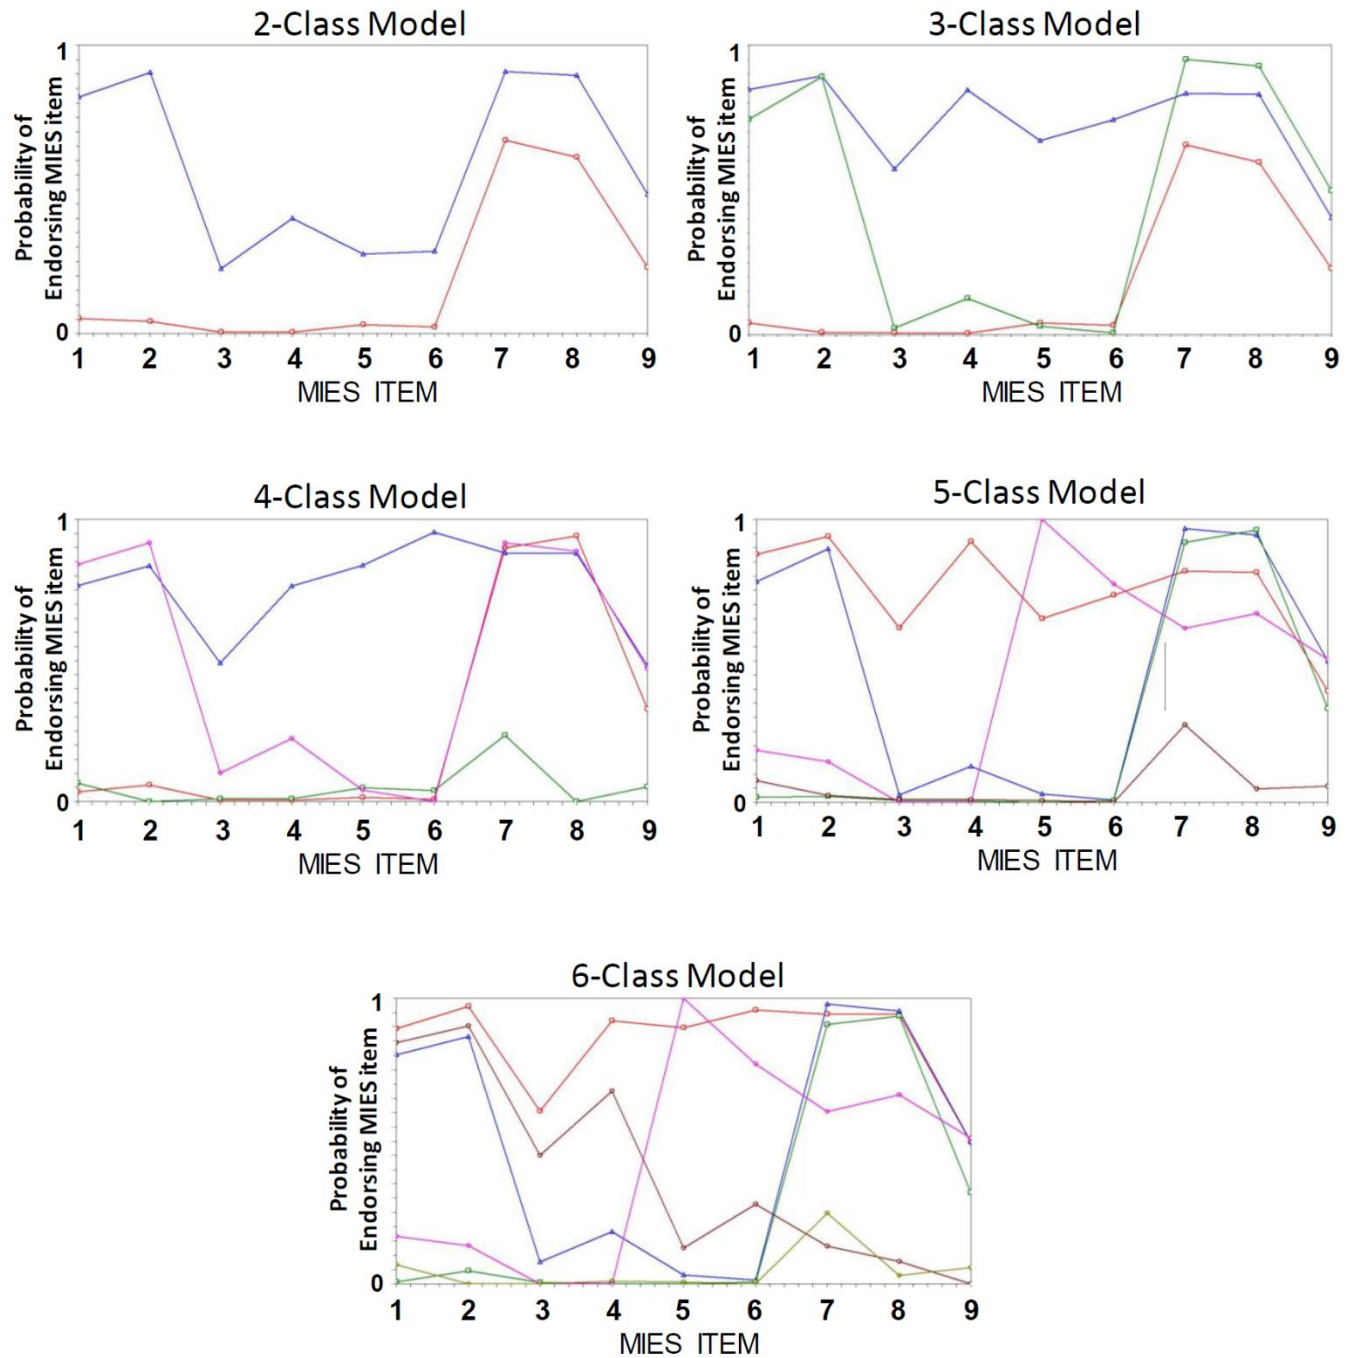 2-Class Model
Probability of
Endorsing MIES item
1
0
1 2 3 4 5 6 7 8 9
MIES ITEM
3-Class Model
Probability of
Endorsing MIES item
1
0
1 2 3 4 5 6 7 8 9
MIES ITEM
4-Class Model
Probability of
Endorsing MIES item
1
0
1 2 3 4 5 6 7 8 9
MIES ITEM
5-Class Model
Probability of
Endorsing MIES item
1
0
1 2 3 4 5 6 7 8 9
MIES ITEM
6-Class Model
Probability of
Endorsing MIES item
1
0
1 2 3 4 5 6 7 8 9
MIES ITEM